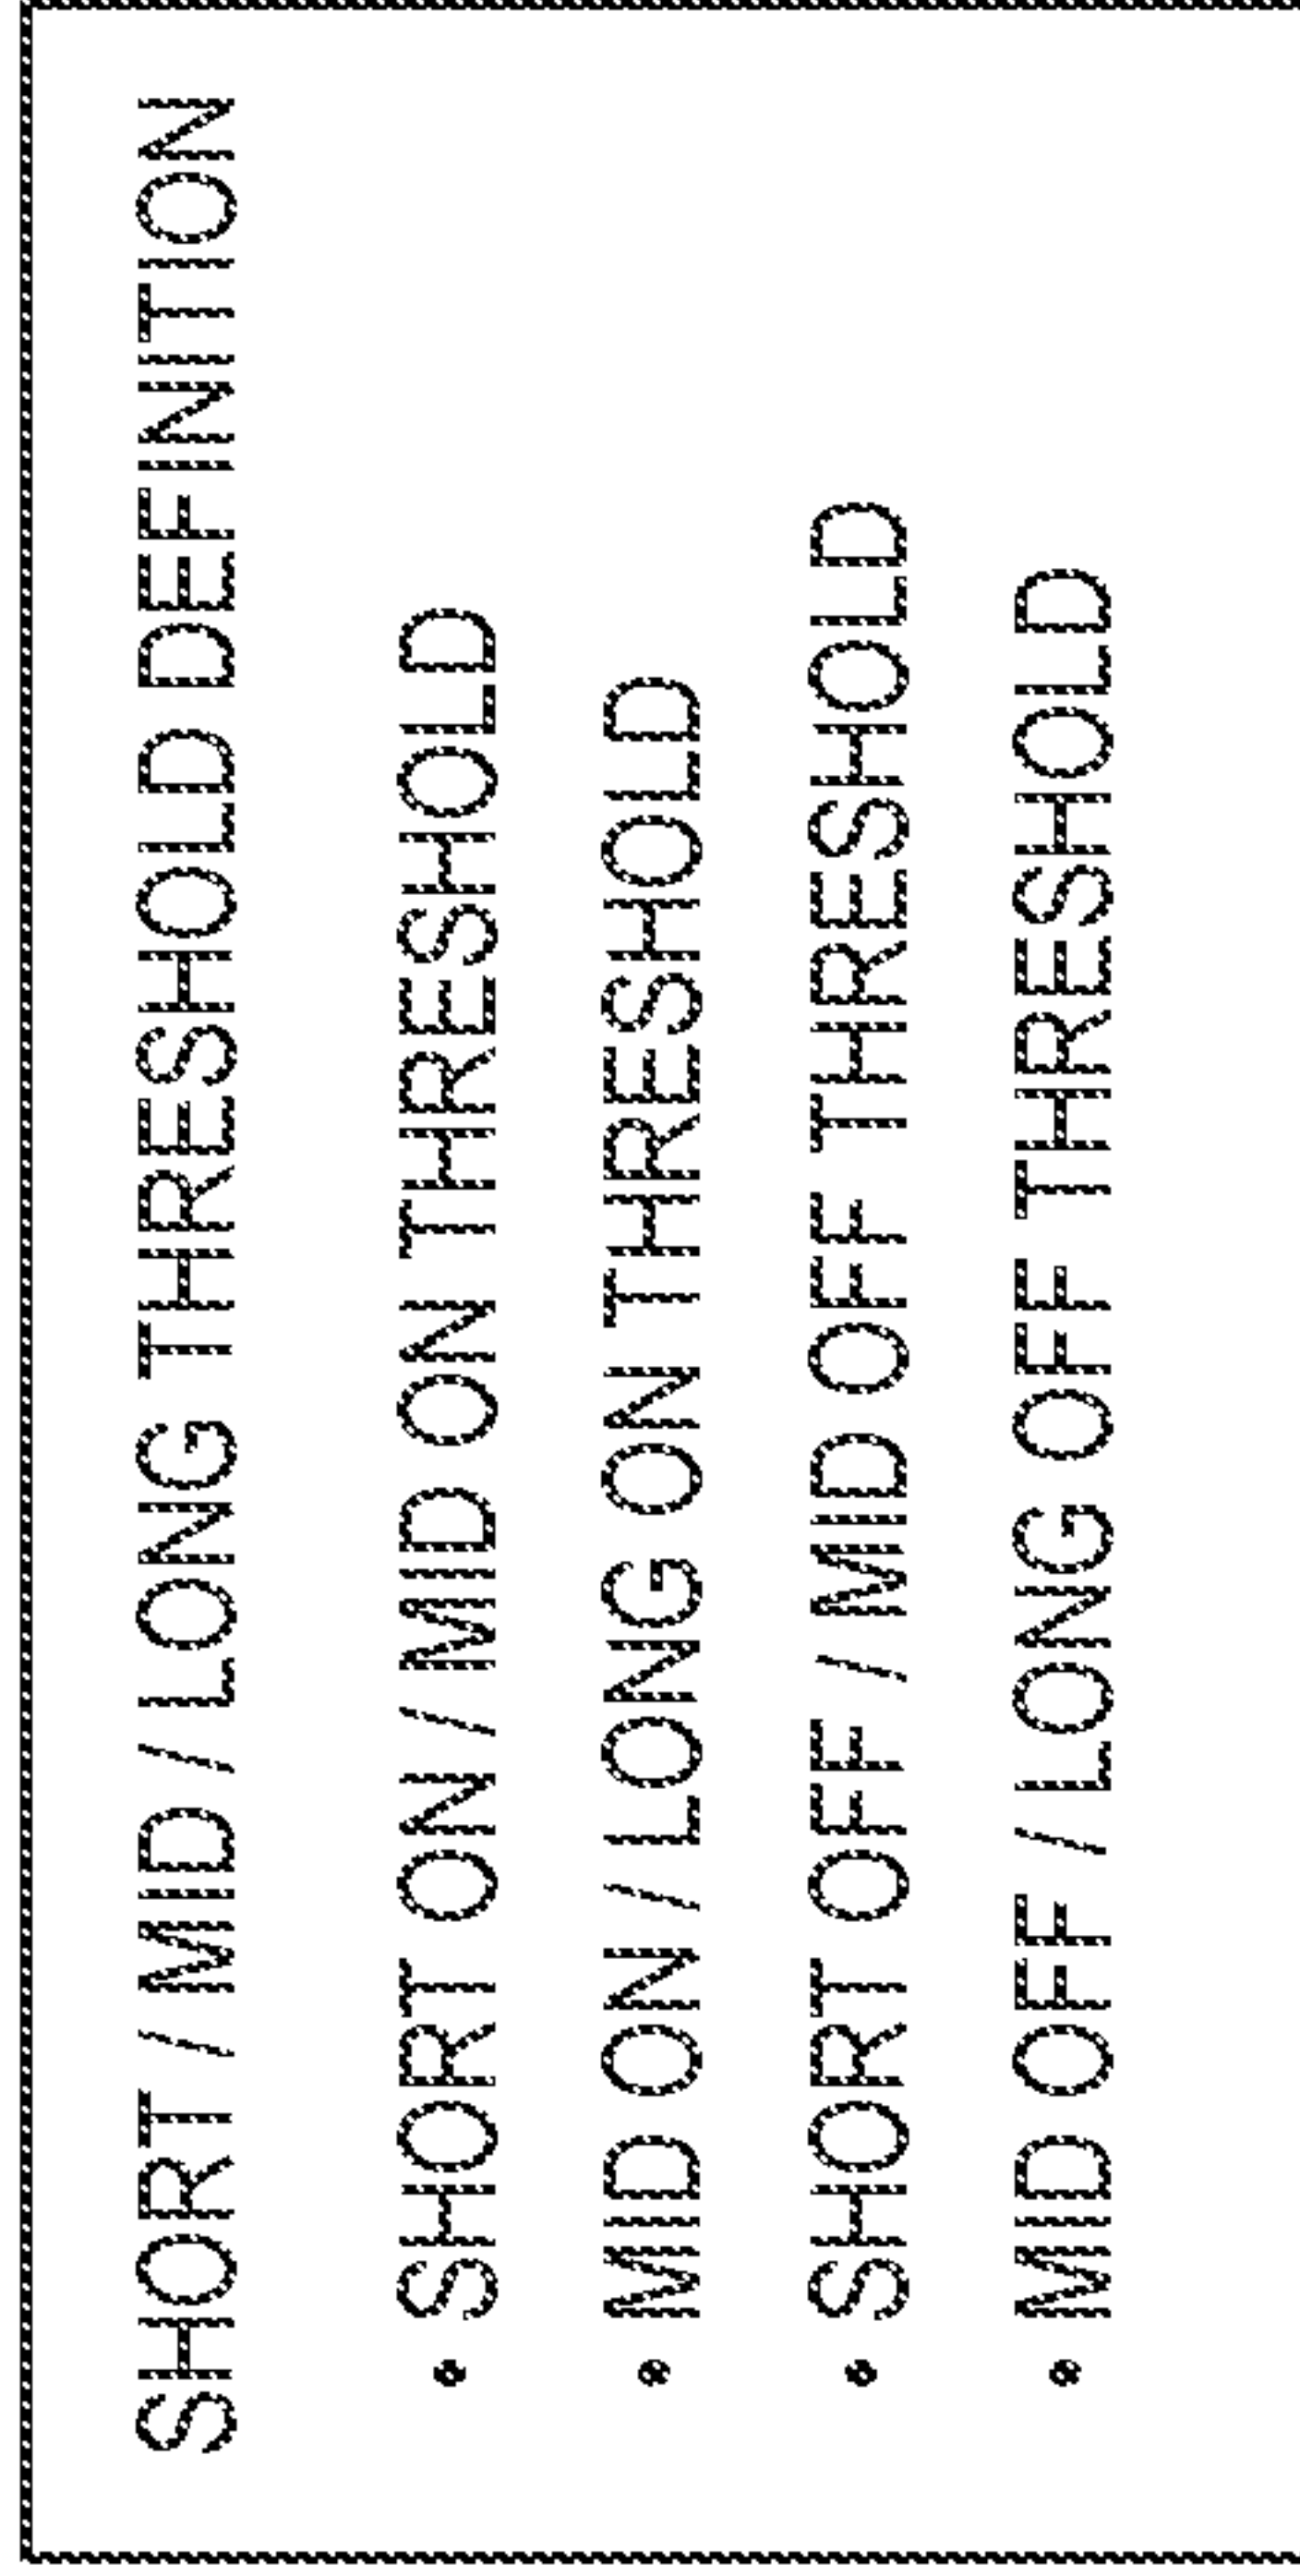 SHORT / MID / LONG THRESHOLD DEFINITION
• SHORT ON / MID ON THRESHOLD
• MID ON / LONG ON THRESHOLD
• SHORT OFF / MID OFF THRESHOLD
• MID OFF / LONG OFF THRESHOLD